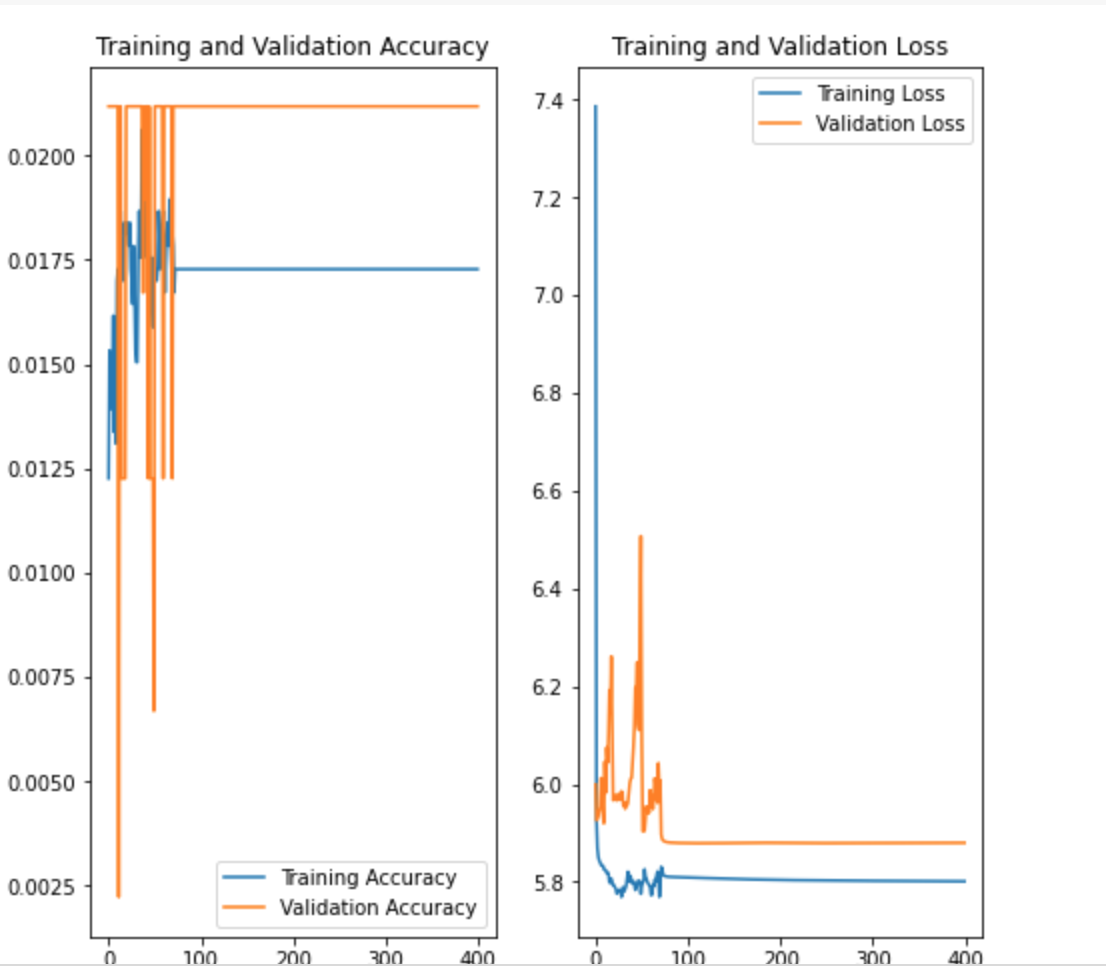 Training and Validation Accuracy
0.0200
0.0175
0.0150
0.0125
0.0100
0.0075
0.0050
0.0025
Training Accuracy
Validation Accuracy
0 100 200 300 400
Training and Validation Loss
7.4
7.2
7.0
6.8
6.6
6.4
6.2
6.0
5.8
Training Loss
Validation Loss
0 100 200 300 400